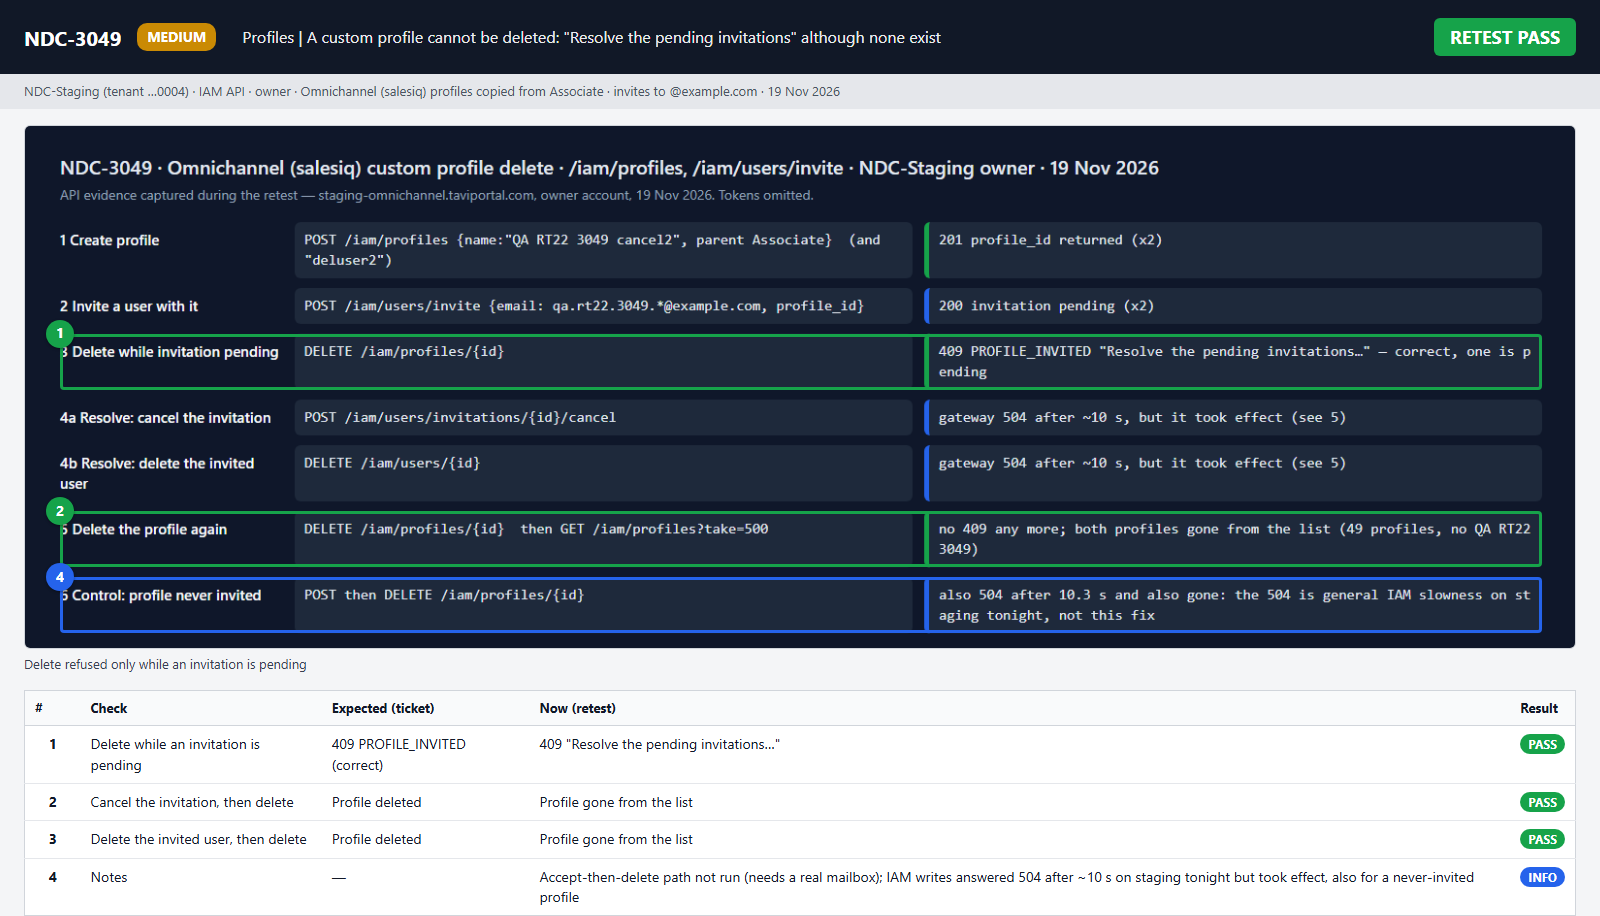 NDC-3049 MEDIUM Profiles | A custom profile cannot be deleted: "Resolve the pending invitations" although none exist RETEST PASS
NDC-Staging (tenant ...0004) · IAM API · owner · Omnichannel (salesiq) profiles copied from Associate · invites to @example.com · 19 Nov 2026
NDC-3049 · Omnichannel (salesiq) custom profile delete · /iam/profiles, /iam/users/invite · NDC-Staging owner · 19 Nov 2026
API evidence captured during the retest — staging-omnichannel.taviportal.com, owner account, 19 Nov 2026. Tokens omitted.
1 Create profile
POST /iam/profiles {name:"QA RT22 3049 cancel2", parent Associate} (and
"deluser2")
201 profile_id returned (x2)
2 Invite a user with it
POST /iam/users/invite {email: qa.rt22.3049.*@example.com, profile_id}
200 invitation pending (x2)
1
3 Delete while invitation pending
DELETE /iam/profiles/{id}
409 PROFILE_INVITED "Resolve the pending invitations…" — correct, one is p
ending
4a Resolve: cancel the invitation
POST /iam/users/invitations/{id}/cancel
gateway 504 after ~10 s, but it took effect (see 5)
4b Resolve: delete the invited
user
DELETE /iam/users/{id}
gateway 504 after ~10 s, but it took effect (see 5)
2
5 Delete the profile again
DELETE /iam/profiles/{id} then GET /iam/profiles?take=500
no 409 any more; both profiles gone from the list (49 profiles, no QA RT22
3049)
4
6 Control: profile never invited
POST then DELETE /iam/profiles/{id}
also 504 after 10.3 s and also gone: the 504 is general IAM slowness on st
aging tonight, not this fix
Delete refused only while an invitation is pending
# Check Expected (ticket) Now (retest) Result
1 Delete while an invitation is
pending
409 PROFILE_INVITED
(correct)
409 "Resolve the pending invitations…" PASS
2 Cancel the invitation, then delete Profile deleted Profile gone from the list PASS
3 Delete the invited user, then delete Profile deleted Profile gone from the list PASS
4 Notes — Accept-then-delete path not run (needs a real mailbox); IAM writes answered 504 after ~10 s on staging tonight but took effect, also for a never-invited
profile
INFO